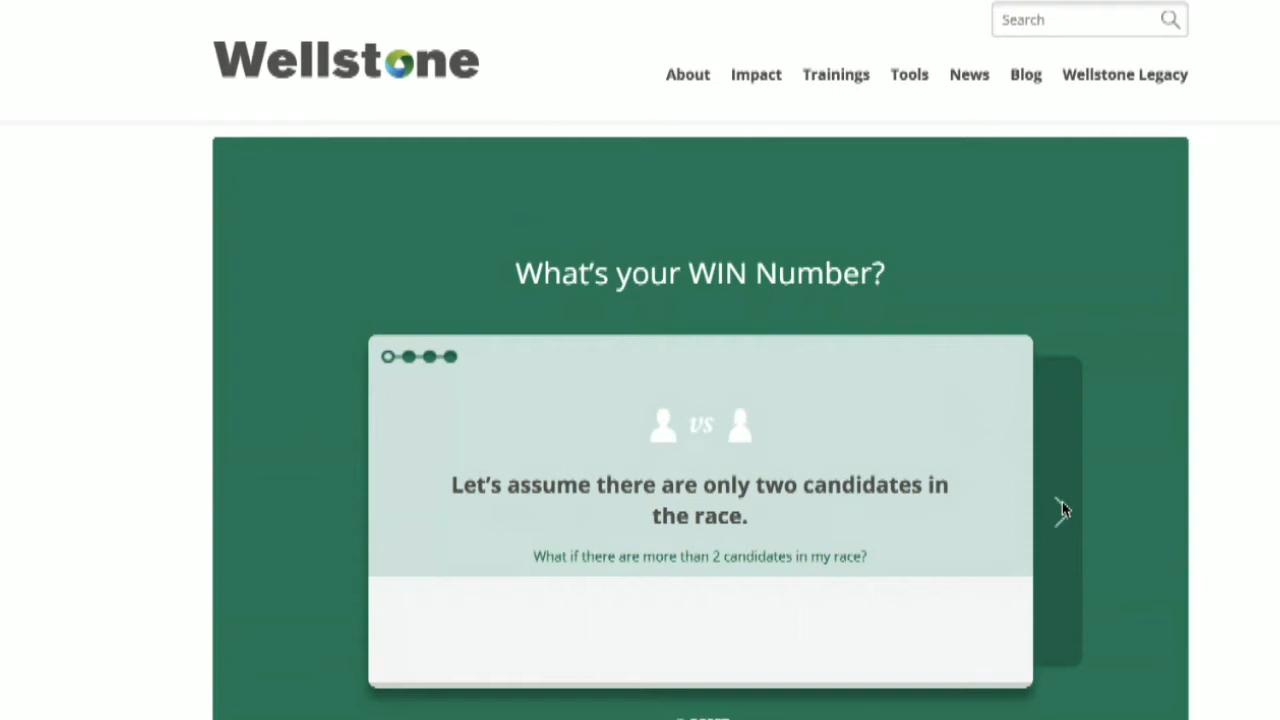 Search
Wellstone
About Impact Trainings Tools News Blog Wellstone Legacy
What's your WIN Number?
vs
Let's assume there are only two candidates in
the race.
What if there are more than 2 candidates in my race?